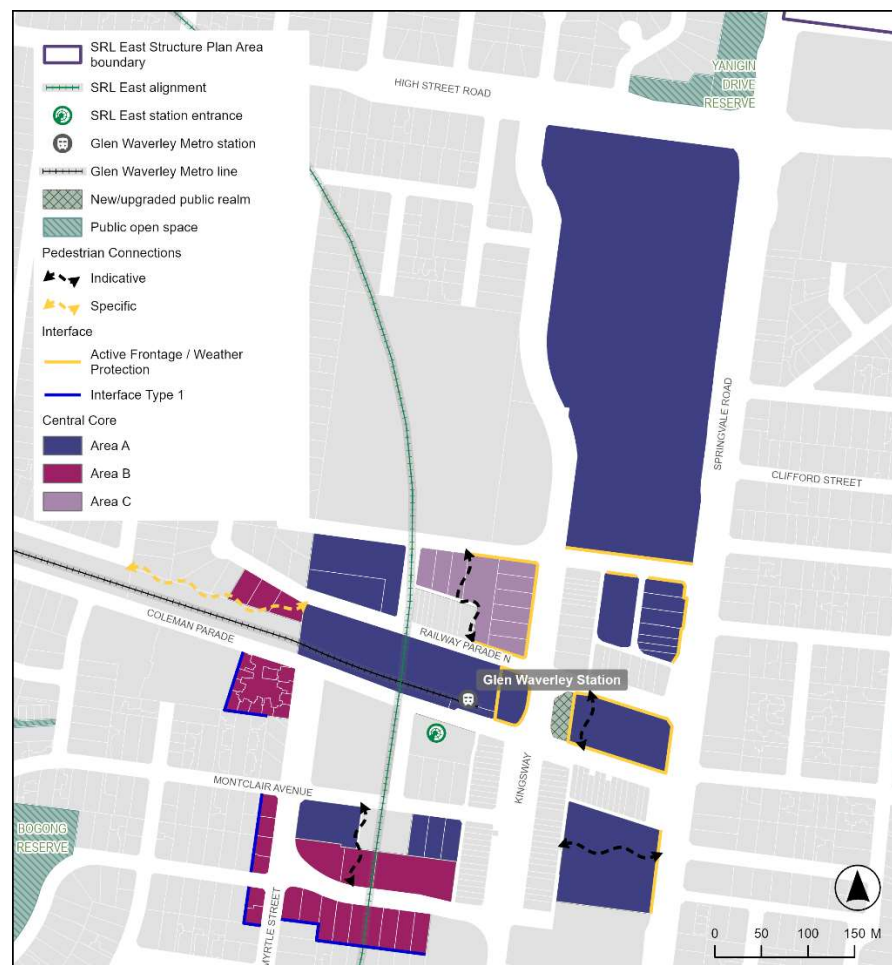 SRL East Structure Plan Area
boundary
SRL East alignment
SRL East station entrance
Glen Waverley Metro station
Glen Waverley Metro line
New/upgraded public realm
Public open space
Pedestrian Connections
Indicative
Specific
Interface
Active Frontage / Weather
Protection
Interface Type 1
Central Core
Area A
Area B
Area C
HIGH STREET ROAD
YANIGIN
DRIVE
RESERVE
SPRINGVALE ROAD
CLIFFORD STREET
COLEMAN PARADE
RAILWAY PARADE N
Glen Waverley Station
KINGSWAY
MONTCLAIR AVENUE
BOGONG
RESERVE
MYRTLE STREET
0 50 100 150 M